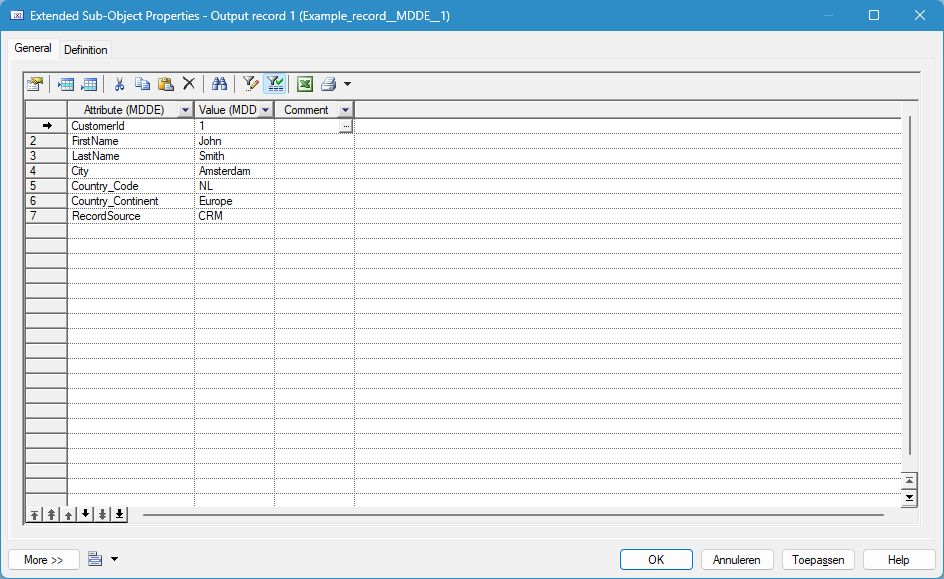 Extended Sub-Object Properties - Output record 1 (Example_record__MDDE__1)
General Definition
Attribute (MDDE) Value (MDD Comment
CustomerId 1 ...
2 FirstName John
3 LastName Smith
4 City Amsterdam
5 Country_Code NL
6 Country_Continent Europe
7 RecordSource CRM
More >> OK Annuleren Toepassen Help